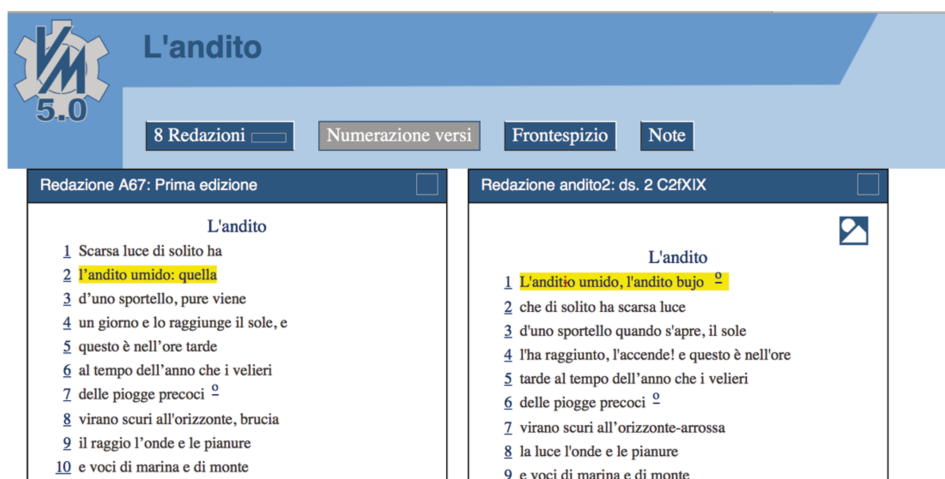 VM
5.0
L'andito
8 Redazioni
Numerazione versi
Frontespizio
Note
Redazione A67: Prima edizione
L'andito
1 Scarsa luce di solito ha
2 l’andito umido: quella
3 d’uno sportello, pure viene
4 un giorno e lo raggiunge il sole, e
5 questo è nell’ore tarde
6 al tempo dell’anno che i velieri
7 delle piogge precoci o
8 virano scuri all'orizzonte, brucia
9 il raggio l’onde e le pianure
10 e voci di marina e di monte
Redazione andito2: ds. 2 C2fXIX
L'andito
1 L'anditio umido, l'andito bujo o
2 che di solito ha scarsa luce
3 d'uno sportello quando s'apre, il sole
4 l'ha raggiunto, l'accende! e questo è nell'ore
5 tarde al tempo dell’anno che i velieri
6 delle piogge precoci o
7 virano scuri all’orizzonte-arrossa
8 la luce l'onde e le pianure
9 e voci di marina e di monte